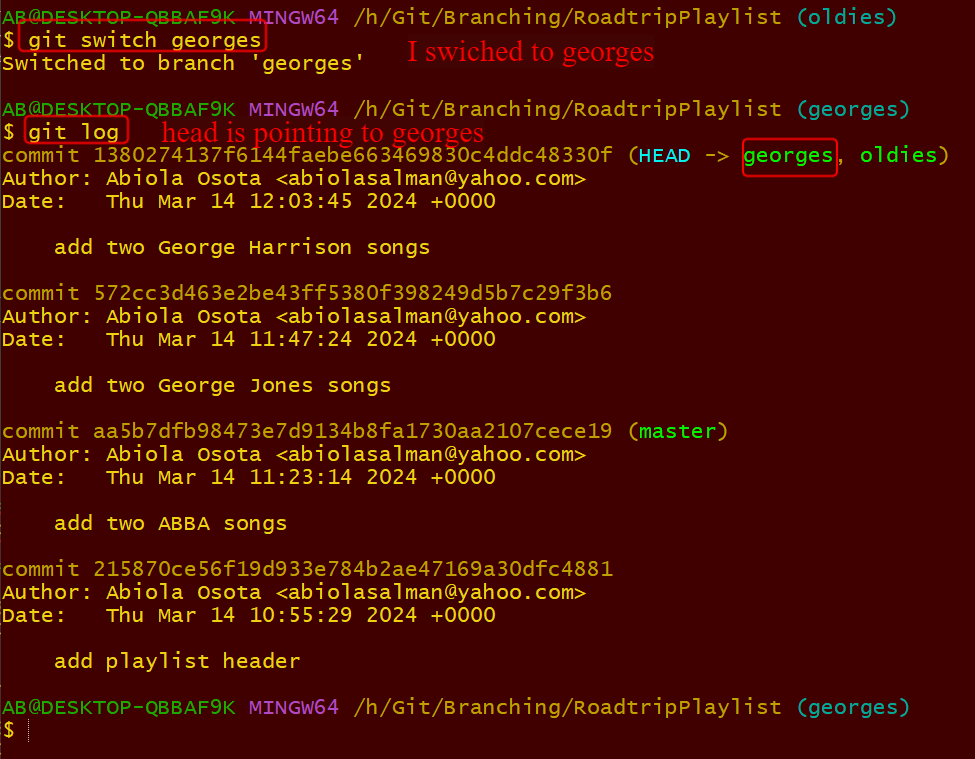 AB@DESKTOP-QBBAF9K MINGW64 /h/Git/Branching/RoadtripPlaylist (oldies)
$ git switch georges
I swiched to georges
Switched to branch 'georges'
AB@DESKTOP-QBBAF9K MINGW64 /h/Git/Branching/RoadtripPlaylist (georges)
$ git log
head is pointing to georges
commit 1380274137f6144faebe663469830c4ddc48330f (HEAD -> georges, oldies)
Author: Abiola Osota <abiolasalman@yahoo.com>
Date:   Thu Mar 14 12:03:45 2024 +0000
add two George Harrison songs
commit 572cc3d463e2be43ff5380f398249d5b7c29f3b6
Author: Abiola Osota <abiolasalman@yahoo.com>
Date:   Thu Mar 14 11:47:24 2024 +0000
add two George Jones songs
commit aa5b7dfb98473e7d9134b8fa1730aa2107cece19 (master)
Author: Abiola Osota <abiolasalman@yahoo.com>
Date:   Thu Mar 14 11:23:14 2024 +0000
add two ABBA songs
commit 215870ce56f19d933e784b2ae47169a30dfc4881
Author: Abiola Osota <abiolasalman@yahoo.com>
Date:   Thu Mar 14 10:55:29 2024 +0000
add playlist header
AB@DESKTOP-QBBAF9K MINGW64 /h/Git/Branching/RoadtripPlaylist (georges)
$